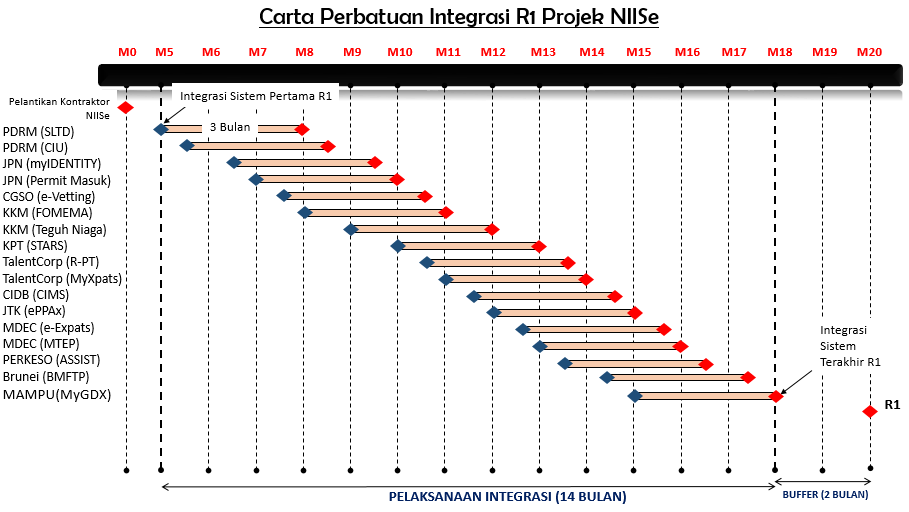 Carta Perbatuan Integrasi R1 Projek NIISe
M0 M5 M6 M7 M8 M9 M10 M11 M12 M13 M14 M15 M16 M17 M18 M19 M20
Pelantikan Kontraktor
NIISe
Integrasi Sistem Pertama R1
PDRM (SLTD)
3 Bulan
PDRM (CIU)
JPN (myIDENTITY)
JPN (Permit Masuk)
CGSO (e-Vetting)
KKM (FOMEMA)
KKM (Teguh Niaga)
KPT (STARS)
TalentCorp (R-PT)
TalentCorp (MyXpats)
CIDB (CIMS)
JTK (ePPAx)
MDEC (e-Expats)
MDEC (MTEP)
PERKESO (ASSIST)
Brunei (BMFTP)
MAMPU(MyGDX)
Integrasi
Sistem
Terakhir R1
R1
PELAKSANAAN INTEGRASI (14 BULAN)
BUFFER (2 BULAN)